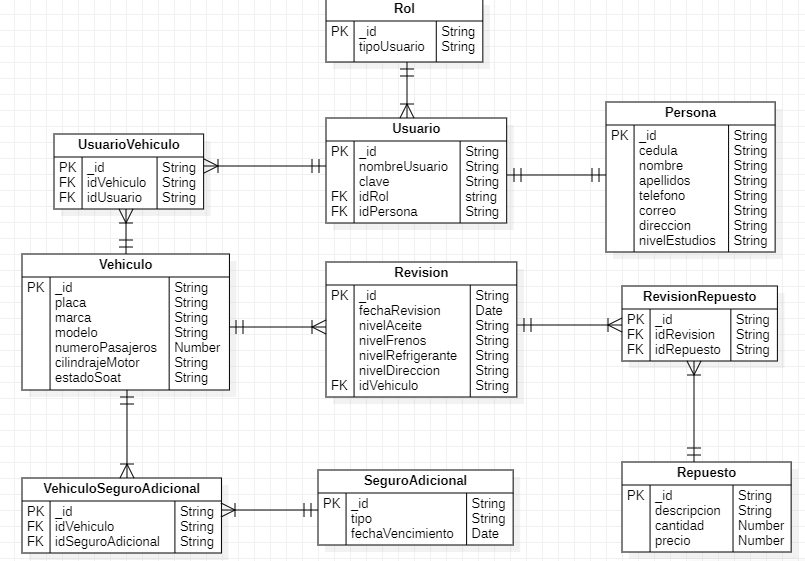 Rol
PK _id String
tipoUsuario String
Usuario
PK _id String
nombreUsuario String
clave String
FK idRol string
FK idPersona String
Persona
PK _id String
cedula String
nombre String
apellidos String
telefono String
correo String
direccion String
nivelEstudios String
UsuarioVehiculo
PK _id String
FK idVehiculo String
FK idUsuario String
Vehiculo
PK _id String
placa String
marca String
modelo String
numeroPasajeros Number
cilindrajeMotor String
estadoSoat String
Revision
PK _id String
fechaRevision Date
nivelAceite String
nivelFrenos String
nivelRefrigerante String
nivelDireccion String
FK idVehiculo String
RevisionRepuesto
PK _id String
FK idRevision String
FK idRepuesto String
VehiculoSeguroAdicional
PK _id String
FK idVehiculo String
FK idSeguroAdicional String
SeguroAdicional
PK _id String
tipo String
fechaVencimiento Date
Repuesto
PK _id String
descripcion String
cantidad Number
precio Number